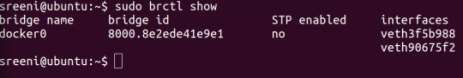 sreeni@ubuntu:~$ sudo brctl show
bridge name bridge id STP enabled interfaces
docker0 8000.8e2ede41e9e1 no veth3f5b988
veth90675f2
sreeni@ubuntu:~$